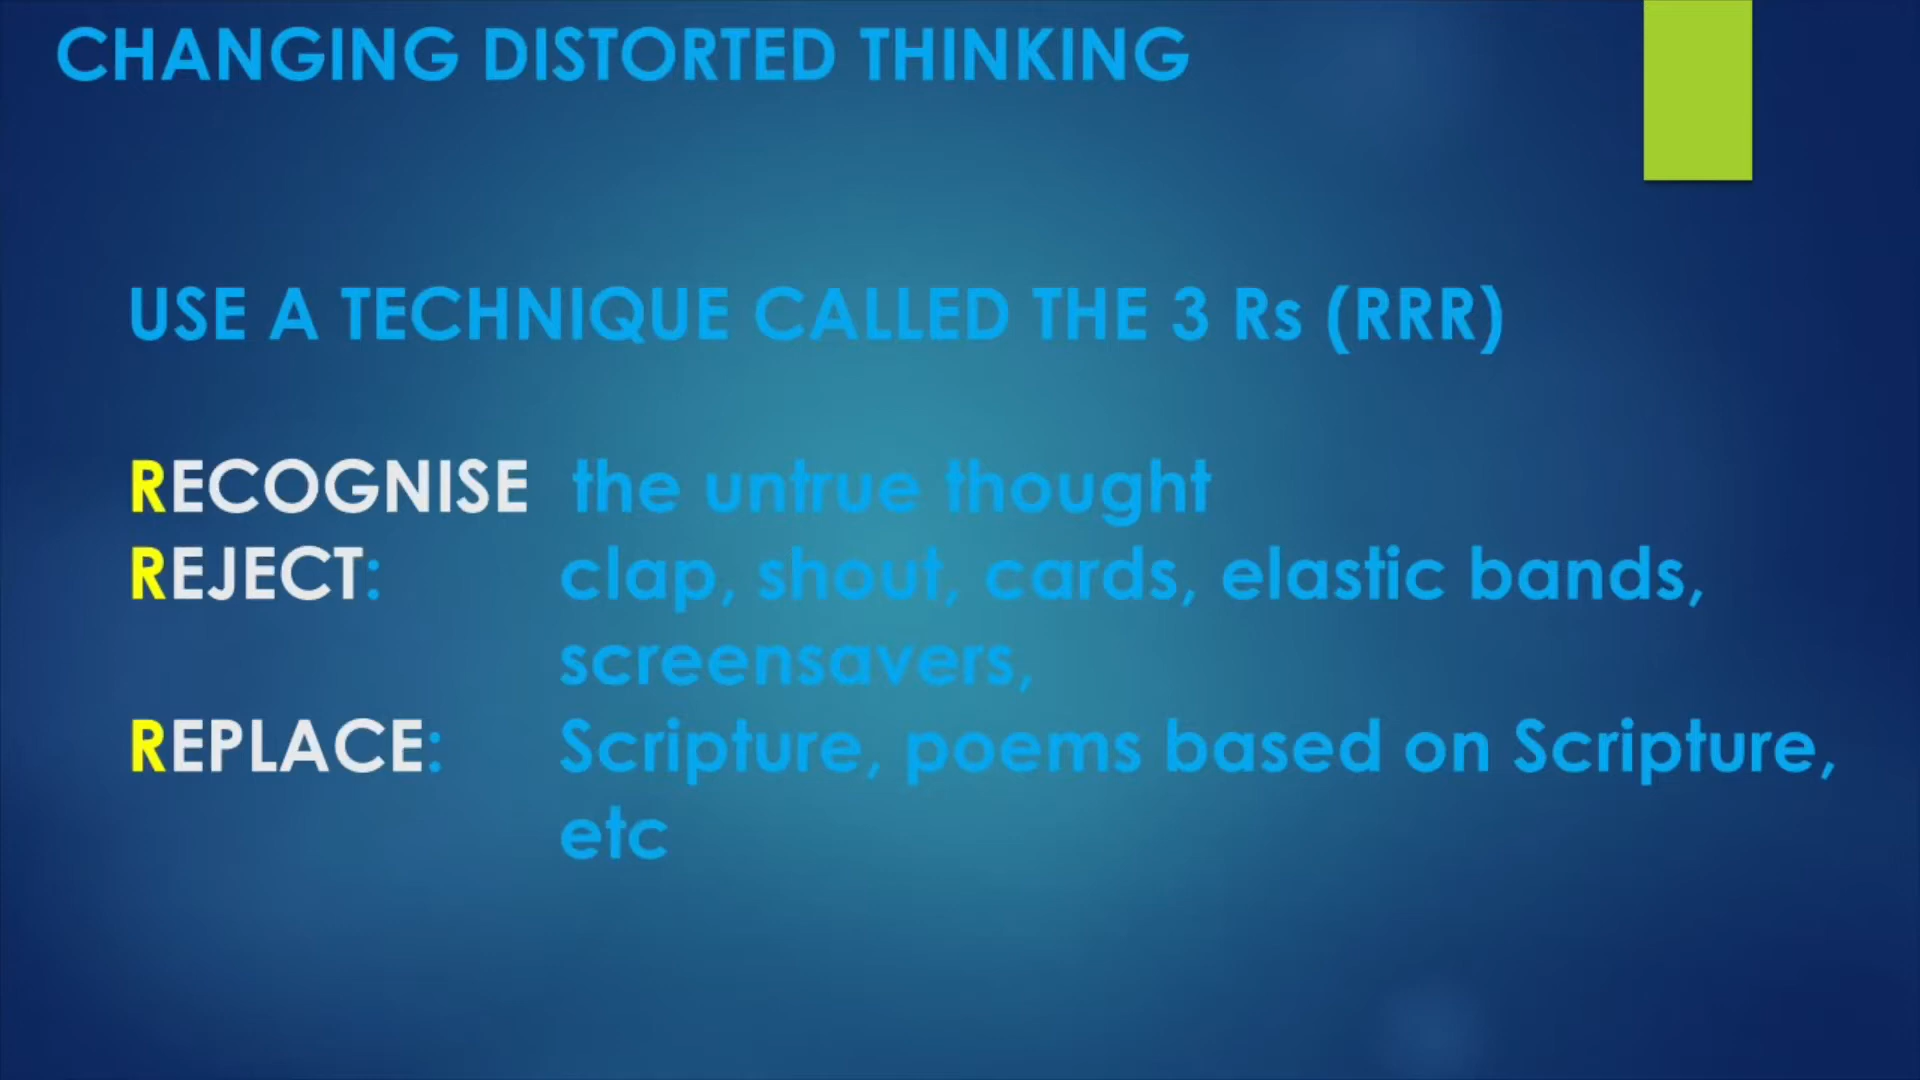 CHANGING DISTORTED THINKING
USE A TECHNIQUE CALLED THE 3 Rs (RRR)
RECOGNISE the untrue thought
REJECT: clap, shout, cards, elastic bands,
screensavers,
REPLACE: Scripture, poems based on Scripture,
etc